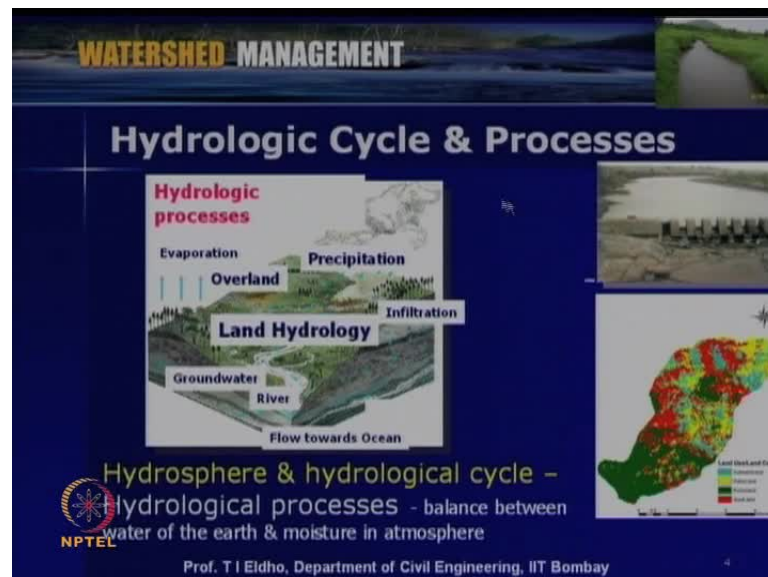 WATERSHED MANAGEMENT
Hydrologic Cycle & Processes
Hydrologic
processes
Evaporation
Precipitation
Overland
Infiltration
Land Hydrology
Groundwater
River
Flow towards Ocean
Hydrosphere & hydrological cycle –
Hydrological processes - balance between
water of the earth & moisture in atmosphere
NPTEL
Prof. T I Eldho, Department of Civil Engineering, IIT Bombay
4